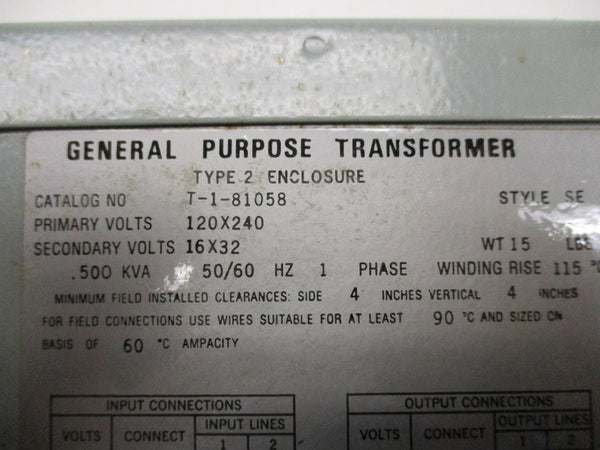 GENERAL PURPOSE TRANSFORMER
TYPE 2 ENCLOSURE
CATALOG NO T-1-81058 STYLE SE
PRIMARY VOLTS 120X240
SECONDARY VOLTS 16X32 WT 15 LBS
.500 KVA 50/60 HZ 1 PHASE WINDING RISE 115 °C
MINIMUM FIELD INSTALLED CLEARANCES: SIDE 4 INCHES VERTICAL 4 INCHES
FOR FIELD CONNECTIONS USE WIRES SUITABLE FOR AT LEAST 90 °C AND SIZED ON
BASIS OF 60 °C AMPACITY
INPUT CONNECTIONS OUTPUT CONNECTIONS
VOLTS CONNECT INPUT LINES VOLTS CONNECT OUTPUT LINES
1 2 1 2